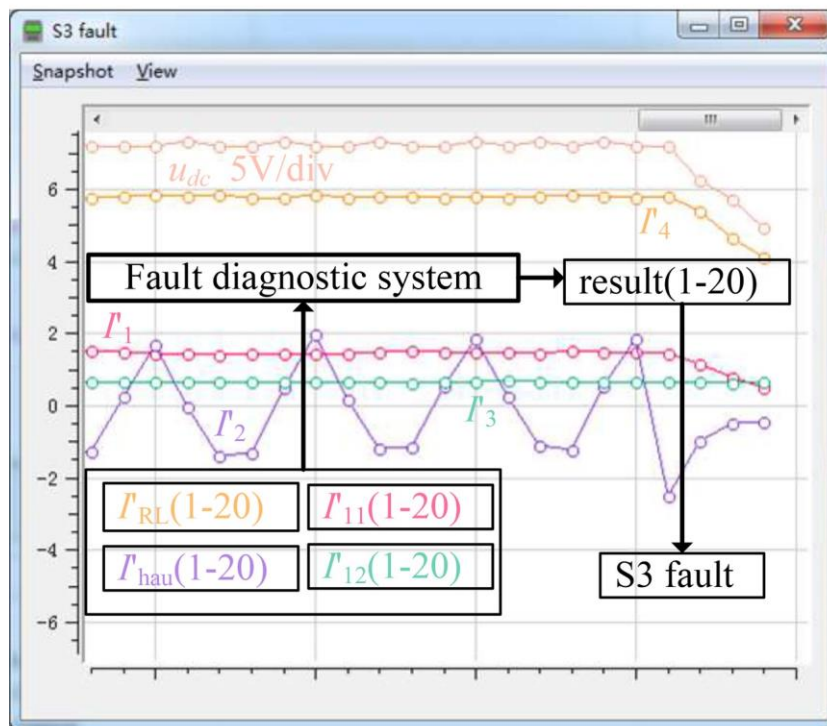 S3 fault
Snapshot View
u_dc 5V/div
6
I'_4
4
Fault diagnostic system
result(1-20)
2
I'_1
0
I'_2
I'_3
−2
I'_RL(1-20)
I'_11(1-20)
−4
I'_hau(1-20)
I'_12(1-20)
S3 fault
−6